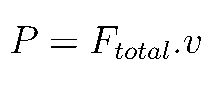 P = F_{total}.v